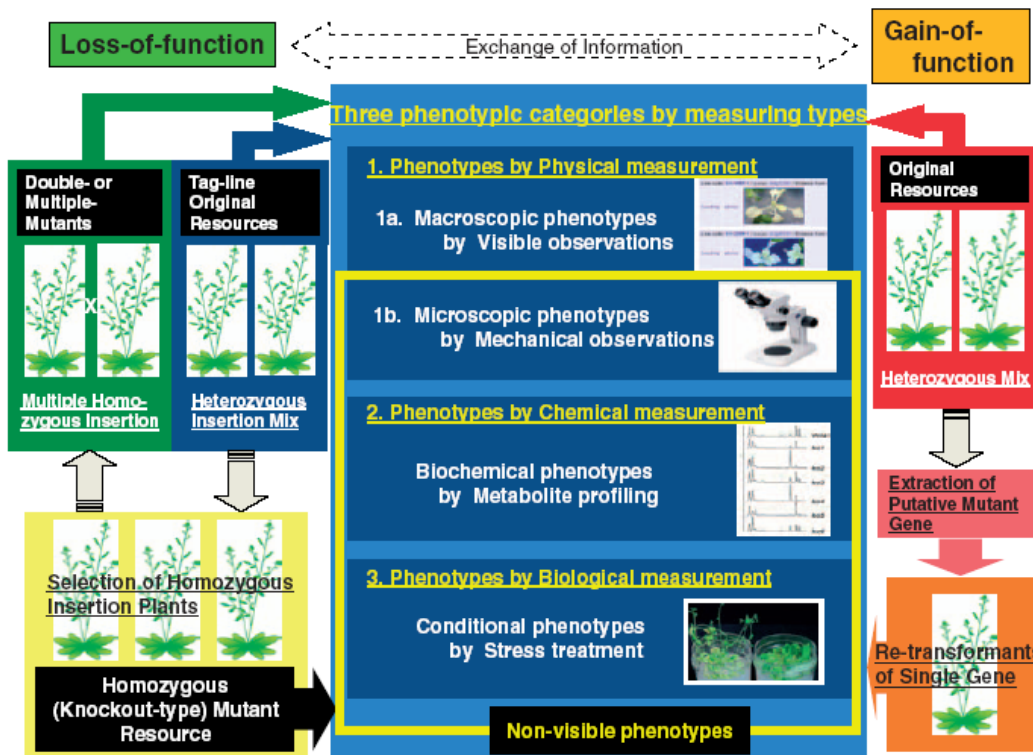 Loss-of-function
Exchange of Information
Gain-of-
function
Three phenotypic categories by measuring types
Double- or
Multiple-
Mutants
X
Multiple Homo-
zygous Insertion
Tag-line
Original
Resources
Heterozygous
Insertion Mix
Selection of Homozygous
Insertion Plants
Homozygous
(Knockout-type) Mutant
Resource
1. Phenotypes by Physical measurement
1a. Macroscopic phenotypes
by Visible observations
1b. Microscopic phenotypes
by Mechanical observations
2. Phenotypes by Chemical measurement
Biochemical phenotypes
by Metabolite profiling
3. Phenotypes by Biological measurement
Conditional phenotypes
by Stress treatment
Non-visible phenotypes
Original
Resources
Heterozygous Mix
Extraction of
Putative Mutant
Gene
Re-transformants
of Single Gene